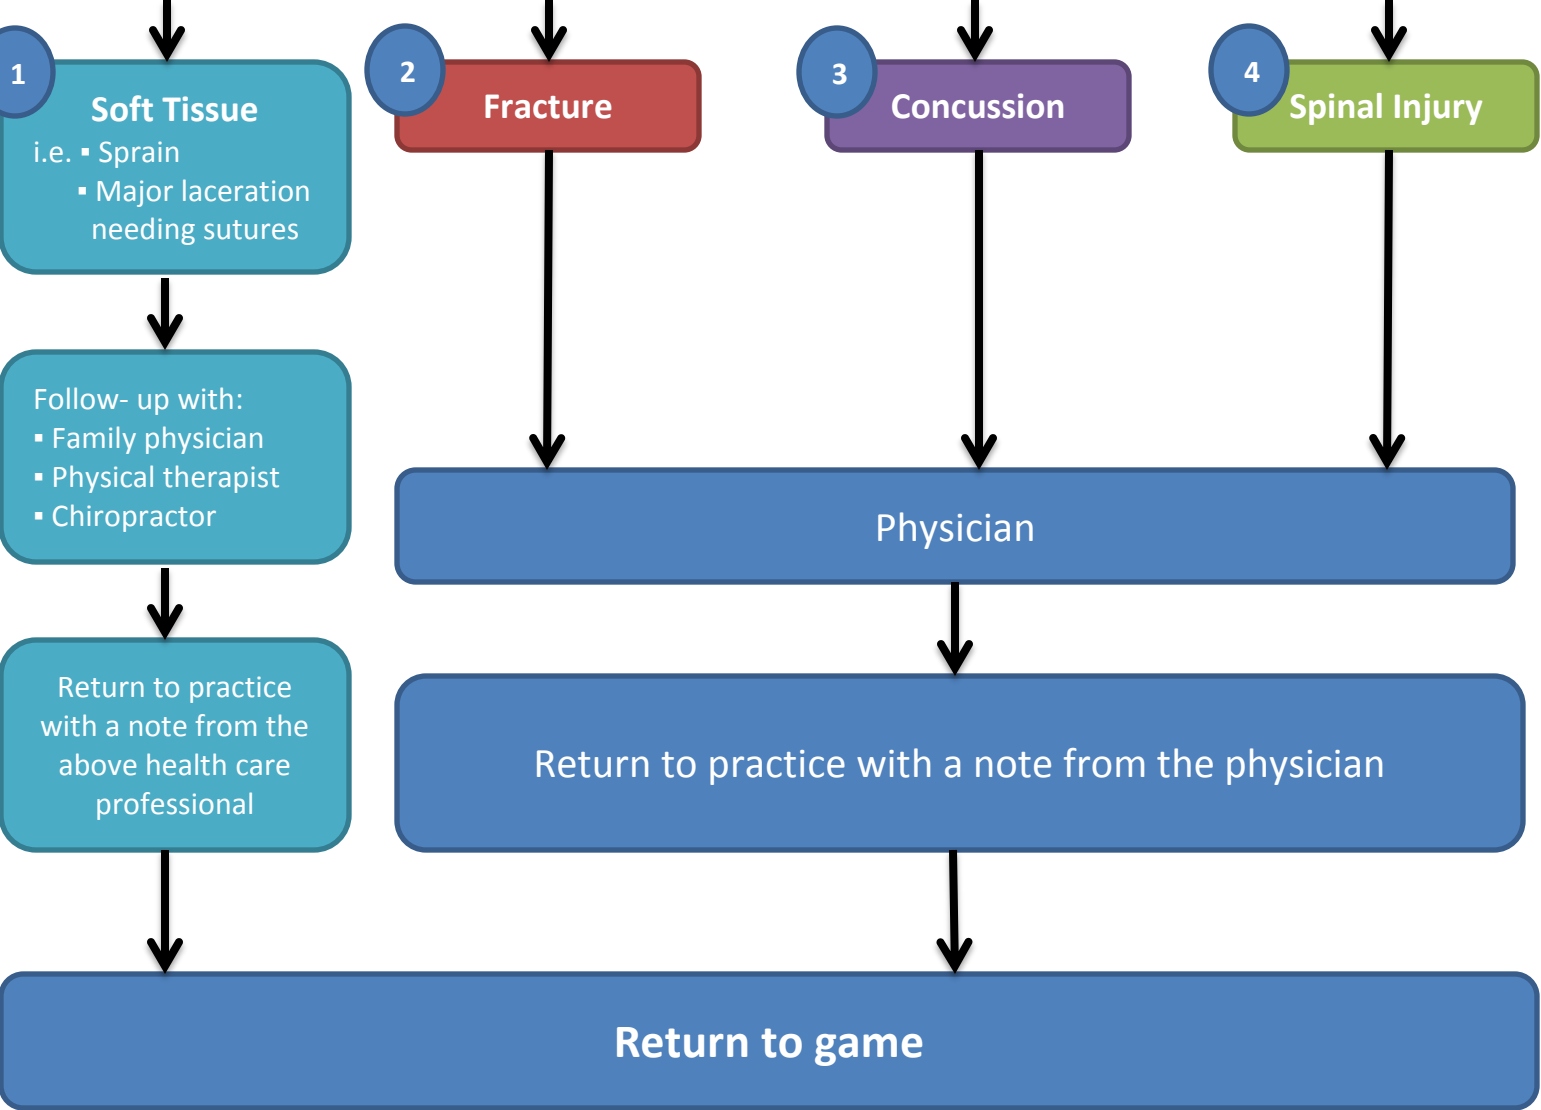 1
Soft Tissue
i.e. ▪ Sprain
▪ Major laceration
needing sutures
2
Fracture
3
Concussion
4
Spinal Injury
Follow- up with:
▪ Family physician
▪ Physical therapist
▪ Chiropractor
Physician
Return to practice
with a note from the
above health care
professional
Return to practice with a note from the physician
Return to game